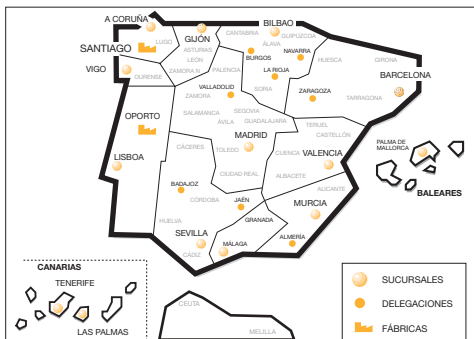 A CORUÑA
LUGO
SANTIAGO
VIGO
OURENSE
GIJÓN
ASTURIAS
LEÓN
ZAMORA N.
CANTABRIA
BILBAO
GUIPÚZCOA
ÁLAVA
BURGOS
NAVARRA
PALENCIA
LA RIOJA
HUESCA
GIRONA
BARCELONA
VALLADOLID
SORIA
ZARAGOZA
ZAMORA
TARRAGONA
OPORTO
SALAMANCA
SEGOVIA
ÁVILA
GUADALAJARA
TERUEL
CASTELLÓN
MADRID
PALMA DE
MALLORCA
LISBOA
CÁCERES
TOLEDO
CUENCA
VALENCIA
BALEARES
CIUDAD REAL
ALBACETE
BADAJOZ
ALICANTE
CÓRDOBA
JAÉN
MURCIA
HUELVA
GRANADA
SEVILLA
MÁLAGA
ALMERÍA
CÁDIZ
CANARIAS
TENERIFE
LAS PALMAS
CEUTA
MELILLA
SUCURSALES
DELEGACIONES
FÁBRICAS